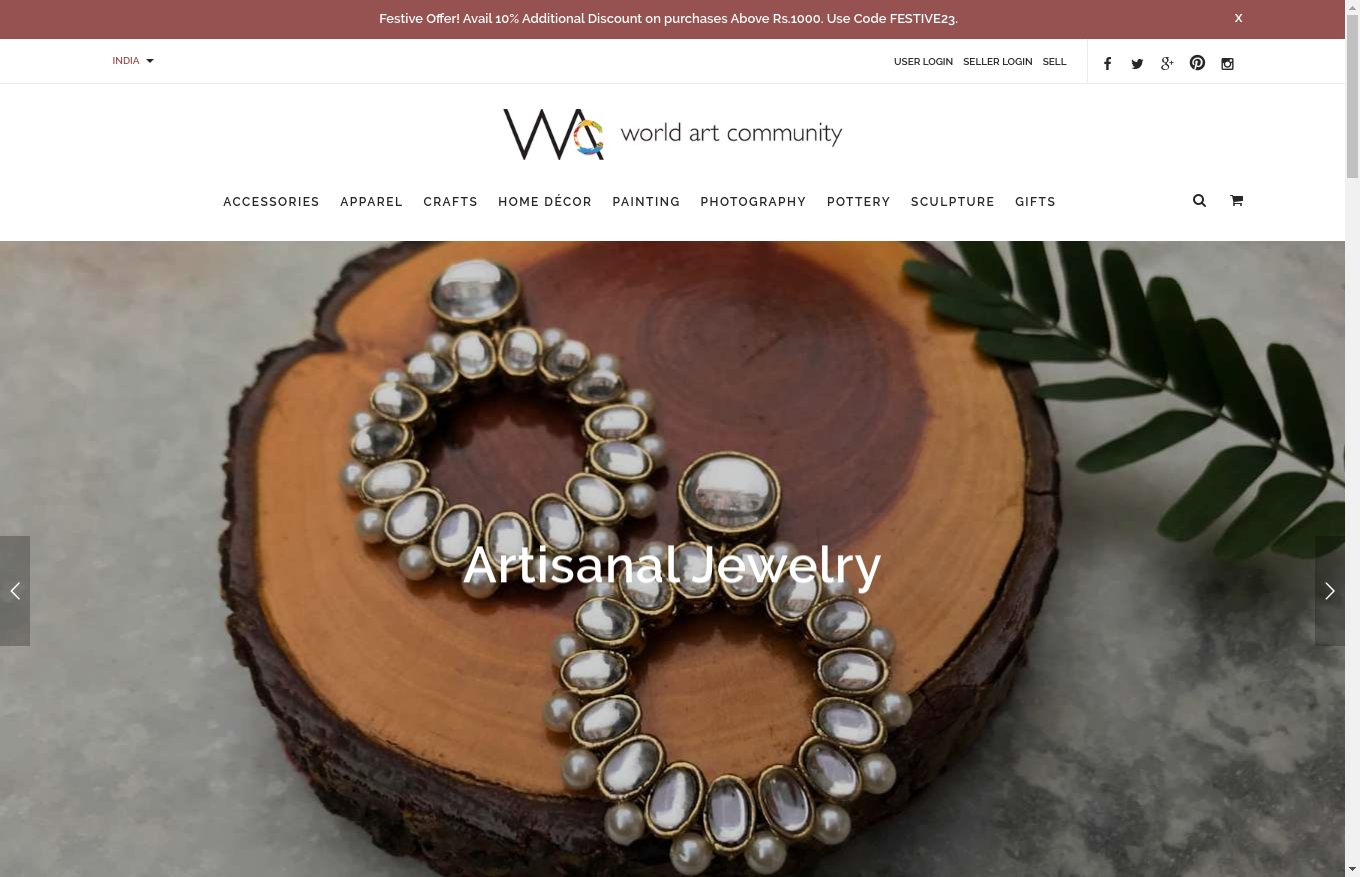 Festive Offer! Avail 10% Additional Discount on purchases Above Rs.1000. Use Code FESTIVE23.
X
INDIA
USER LOGIN SELLER LOGIN SELL
WAC world art community
ACCESSORIES APPAREL CRAFTS HOME DÉCOR PAINTING PHOTOGRAPHY POTTERY SCULPTURE GIFTS
Artisanal Jewelry